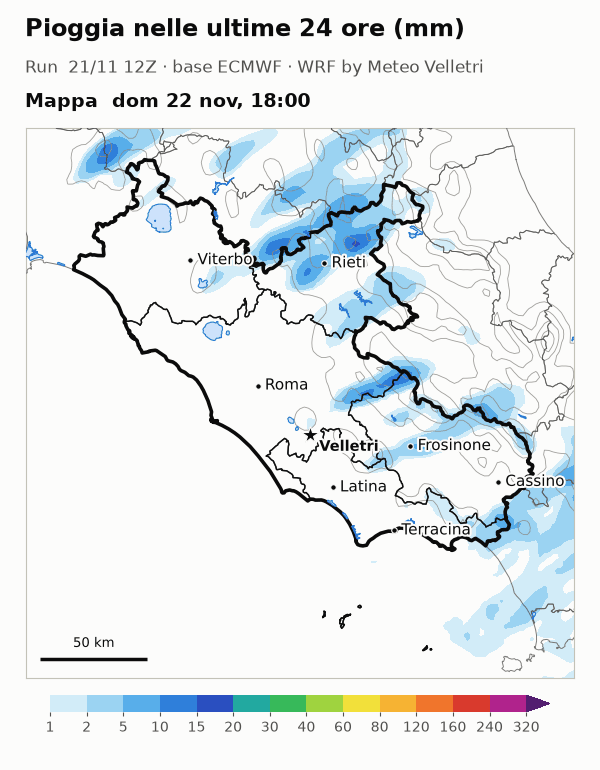 Pioggia nelle ultime 24 ore (mm)
Run  21/11 12Z · base ECMWF · WRF by Meteo Velletri
Mappa  dom 22 nov, 18:00
Viterbo
Rieti
Roma
Velletri
Frosinone
Latina
Cassino
Terracina
50 km
1 2 5 10 15 20 30 40 60 80 120 160 240 320